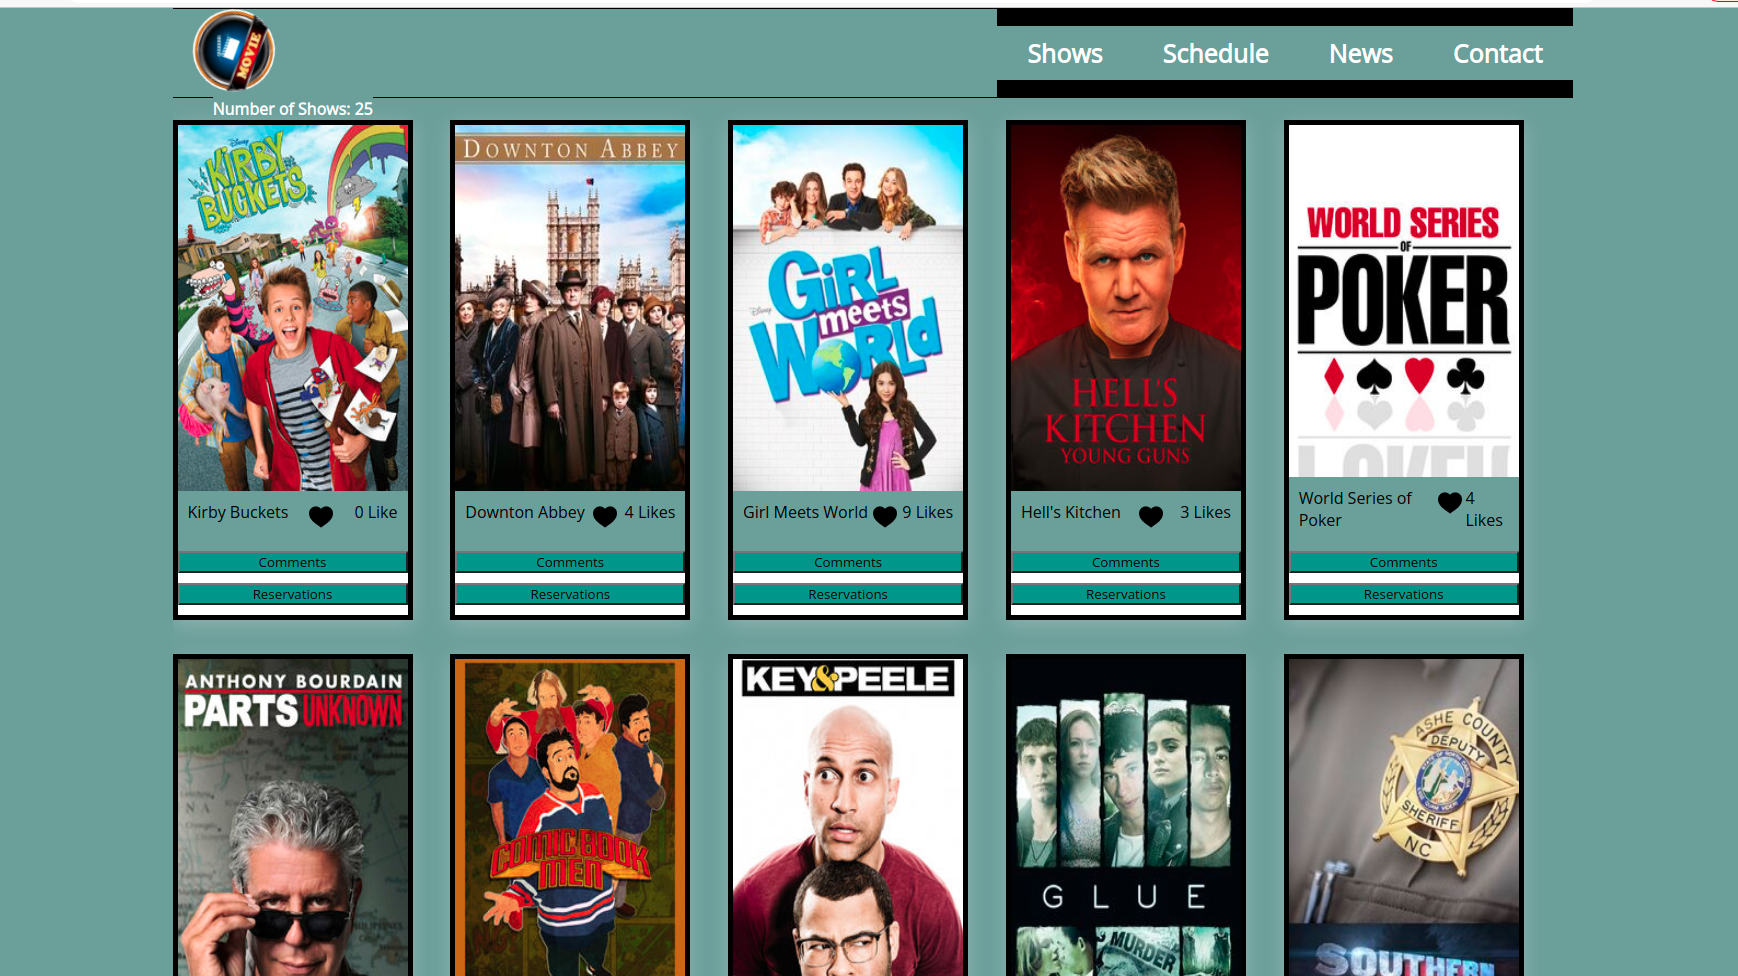 MOVIE
Shows Schedule News Contact
Number of Shows: 25
Disney
KIRBY
BUCKETS
DOWNTON ABBEY
Disney
GIRL
meets
WORLD
HELL'S
KITCHEN
YOUNG GUNS
WORLD SERIES
OF
POKER
Kirby Buckets 0 Like
Downton Abbey 4 Likes
Girl Meets World 9 Likes
Hell's Kitchen 3 Likes
World Series of
Poker
4
Likes
Comments Comments Comments Comments Comments
Reservations Reservations Reservations Reservations Reservations
ANTHONY BOURDAIN
PARTS UNKNOWN
COMIC BOOK
MEN
KEY&PEELE
GLUE
MURDER
ASHE COUNTY
DEPUTY
SHERIFF
NC
SOUTHERN